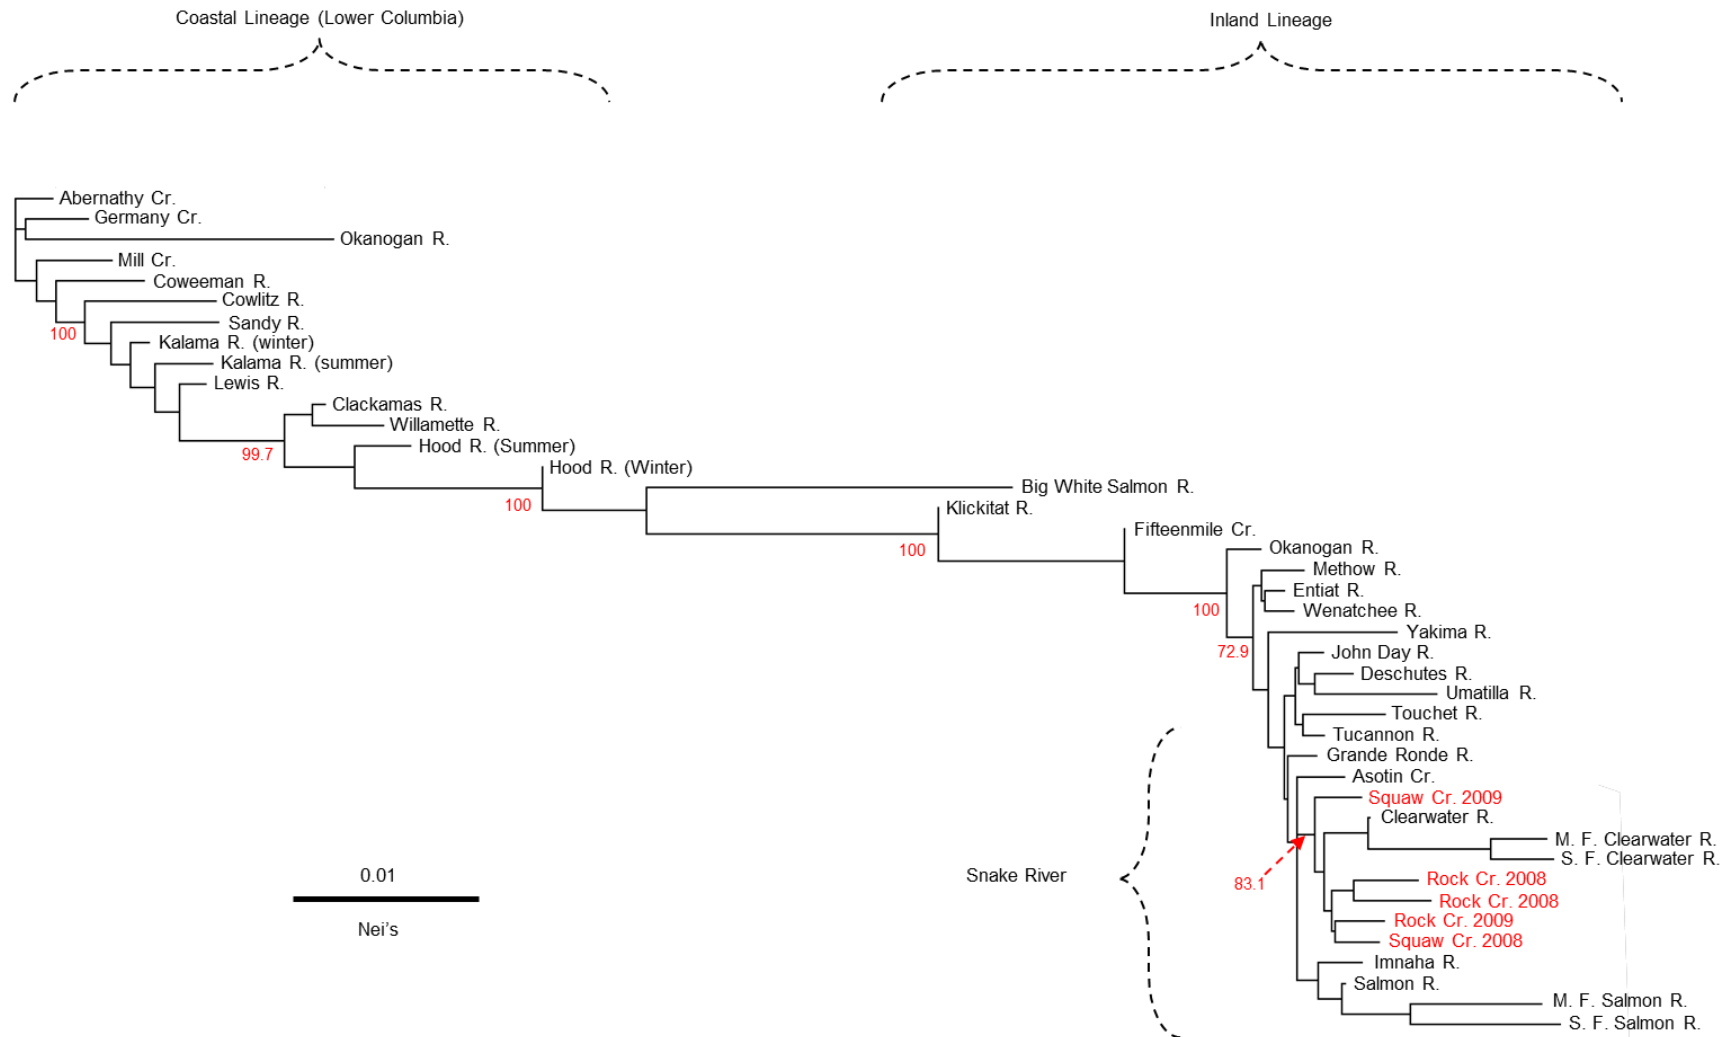 Coastal Lineage (Lower Columbia)
Inland Lineage
Abernathy Cr.
Germany Cr.
Okanogan R.
Mill Cr.
Coweeman R.
Cowlitz R.
Sandy R.
100
Kalama R. (winter)
Kalama R. (summer)
Lewis R.
Clackamas R.
Willamette R.
Hood R. (Summer)
99.7
Hood R. (Winter)
Big White Salmon R.
100
Klickitat R.
Fifteenmile Cr.
100
Okanogan R.
Methow R.
Entiat R.
Wenatchee R.
100
Yakima R.
72.9
John Day R.
Deschutes R.
Umatilla R.
Touchet R.
Tucannon R.
Grande Ronde R.
Asotin Cr.
Squaw Cr. 2009
Clearwater R.
M. F. Clearwater R.
S. F. Clearwater R.
Snake River
83.1
Rock Cr. 2008
Rock Cr. 2008
Rock Cr. 2009
Squaw Cr. 2008
Imnaha R.
Salmon R.
M. F. Salmon R.
S. F. Salmon R.
0.01
Nei's